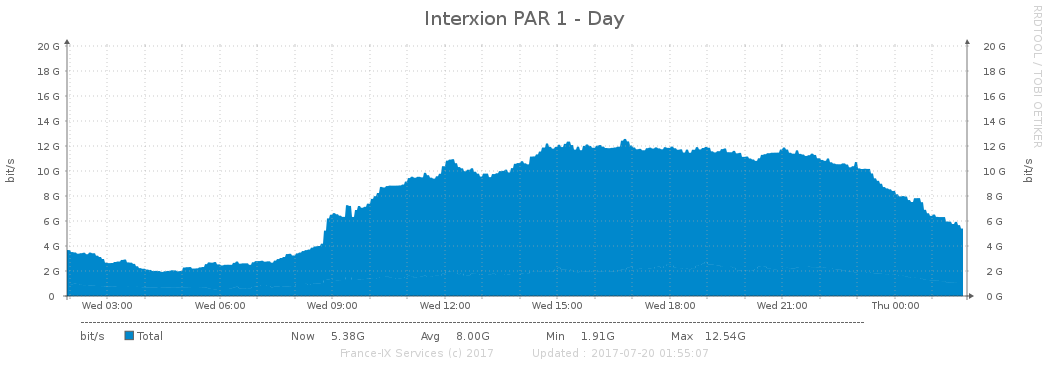 Interxion PAR 1 - Day
RRDTOOL / TOBI OETIKER
20 G 20 G
18 G 18 G
16 G 16 G
14 G 14 G
12 G 12 G
10 G 10 G
8 G 8 G
6 G 6 G
4 G 4 G
2 G 2 G
0 0 G
bit/s
bit/s
Wed 03:00 Wed 06:00 Wed 09:00 Wed 12:00 Wed 15:00 Wed 18:00 Wed 21:00 Thu 00:00
bit/s Total Now 5.38G Avg 8.00G Min 1.91G Max 12.54G
France-IX Services (c) 2017 Updated : 2017-07-20 01:55:07